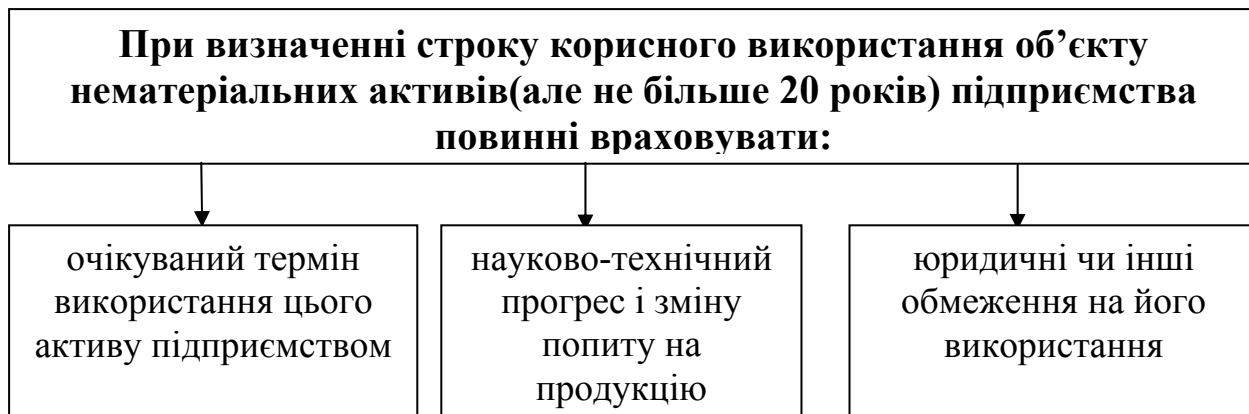 При визначенні строку корисного використання об’єкту
нематеріальних активів(але не більше 20 років) підприємства
повинні враховувати:
очікуваний термін
використання цього
активу підприємством
науково-технічний
прогрес і зміну
попиту на
продукцію
юридичні чи інші
обмеження на його
використання